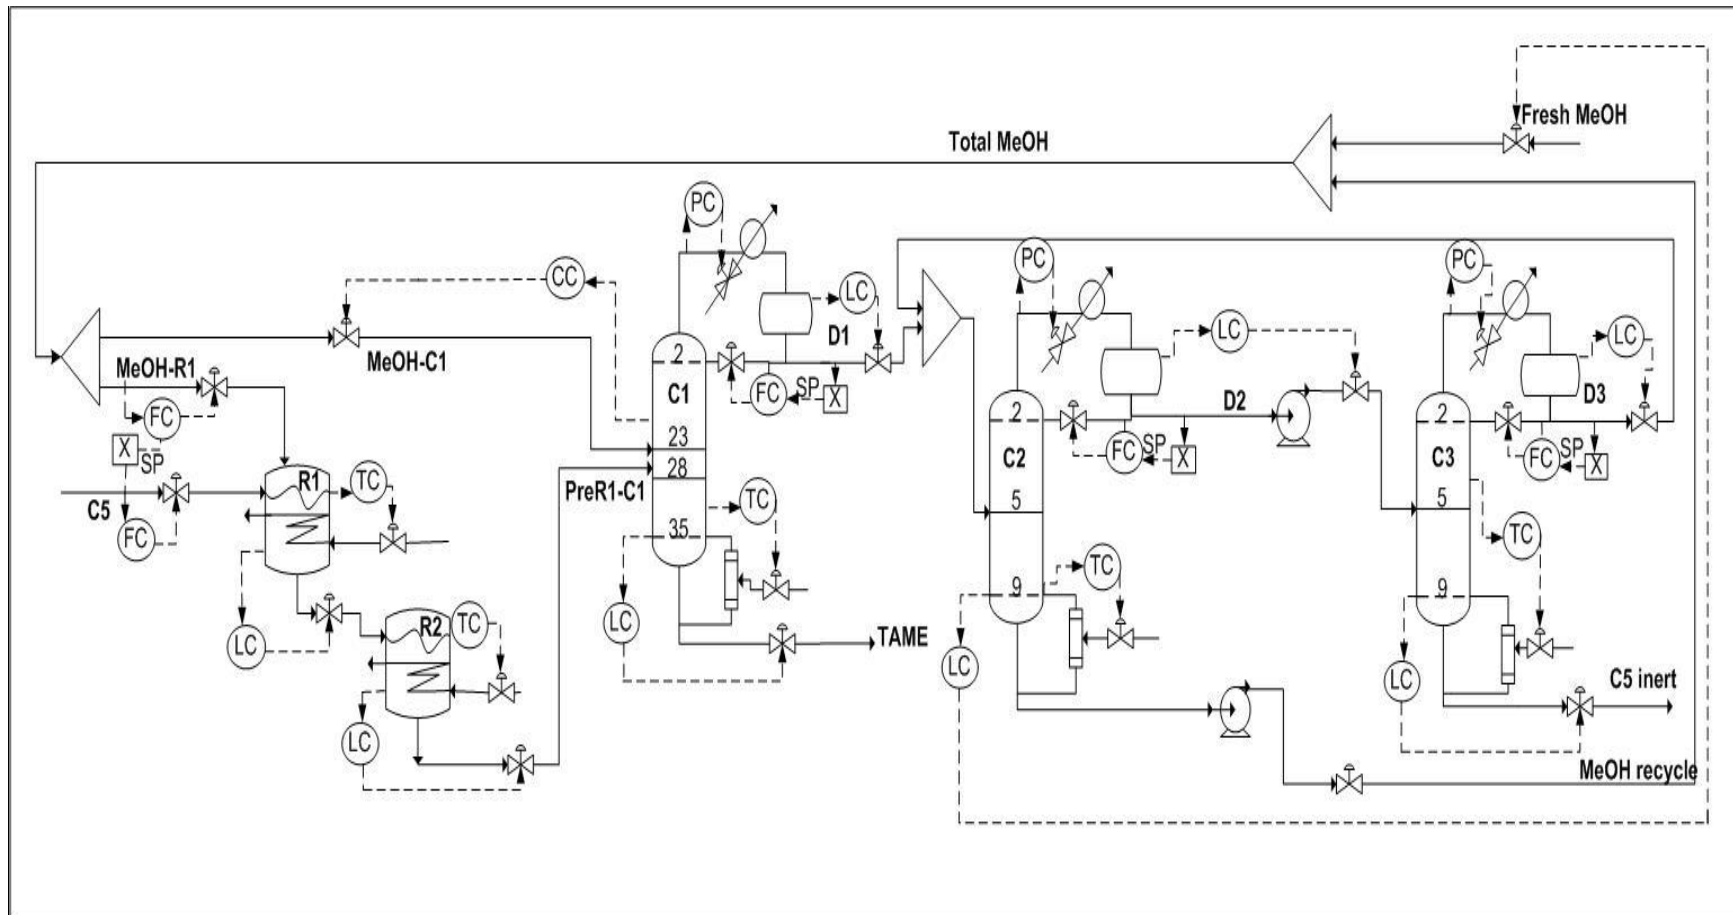 Fresh MeOH
Total MeOH
PC
CC
LC
D1
MeOH-C1
MeOH-R1
FC
X
SP
C5
FC
R1
TC
LC
R2
TC
LC
PreR1-C1
2
C1
23
28
35
FC
SP
X
TC
LC
TAME
PC
LC
2
C2
5
9
FC
SP
X
D2
TC
LC
PC
LC
D3
2
C3
5
9
FC
SP
X
TC
LC
C5 inert
MeOH recycle